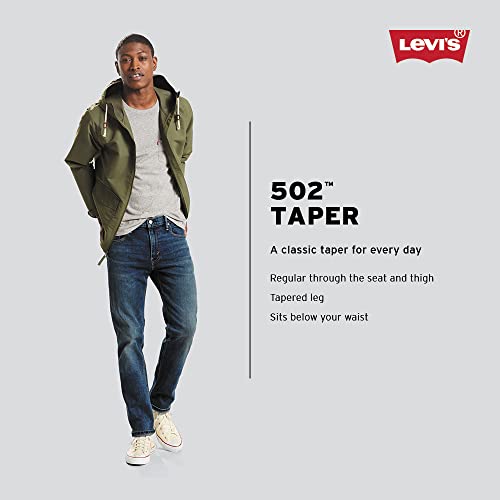 LEVI'S®
502™
TAPER
A classic taper for every day
Regular through the seat and thigh
Tapered leg
Sits below your waist